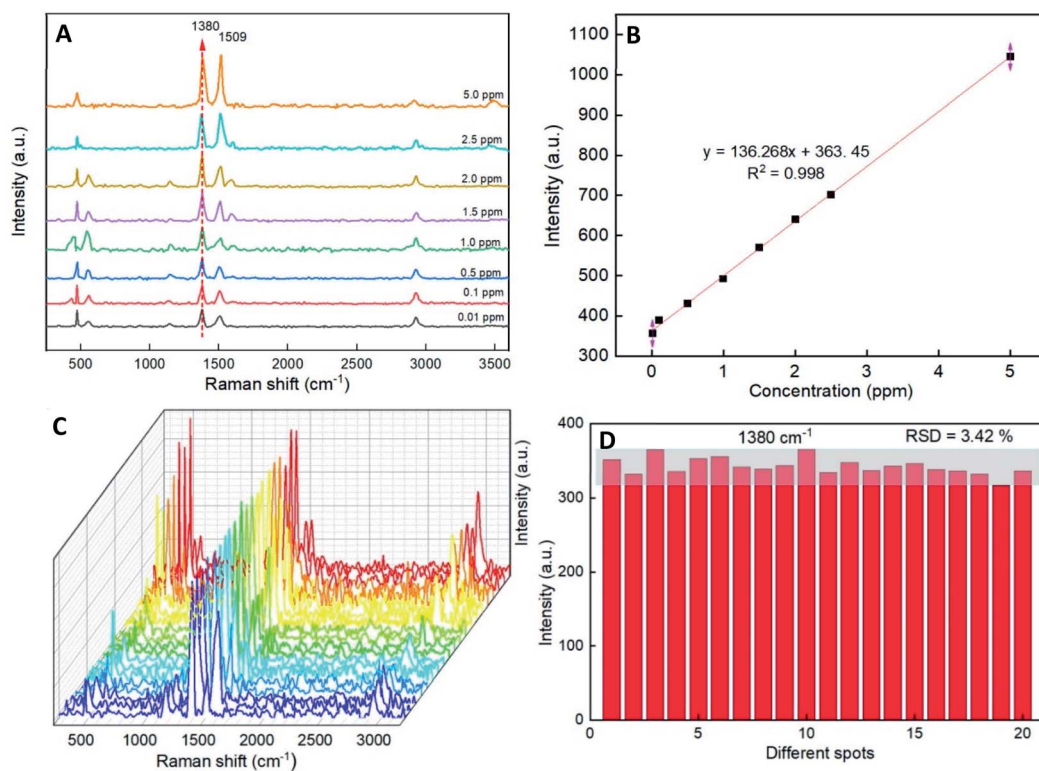 A
1380
1509
5.0 ppm
2.5 ppm
2.0 ppm
1.5 ppm
1.0 ppm
0.5 ppm
0.1 ppm
0.01 ppm
Intensity (a.u.)
500 1000 1500 2000 2500 3000 3500
Raman shift (cm⁻¹)
B
1100
1000
900
800
700
600
500
400
300
Intensity (a.u.)
y = 136.268x + 363. 45
R² = 0.998
0 1 2 3 4 5
Concentration (ppm)
C
Intensity (a.u.)
500 1000 1500 2000 2500 3000
Raman shift (cm⁻¹)
D
400
300
200
100
0
Intensity (a.u.)
1380 cm⁻¹ RSD = 3.42 %
0 5 10 15 20
Different spots